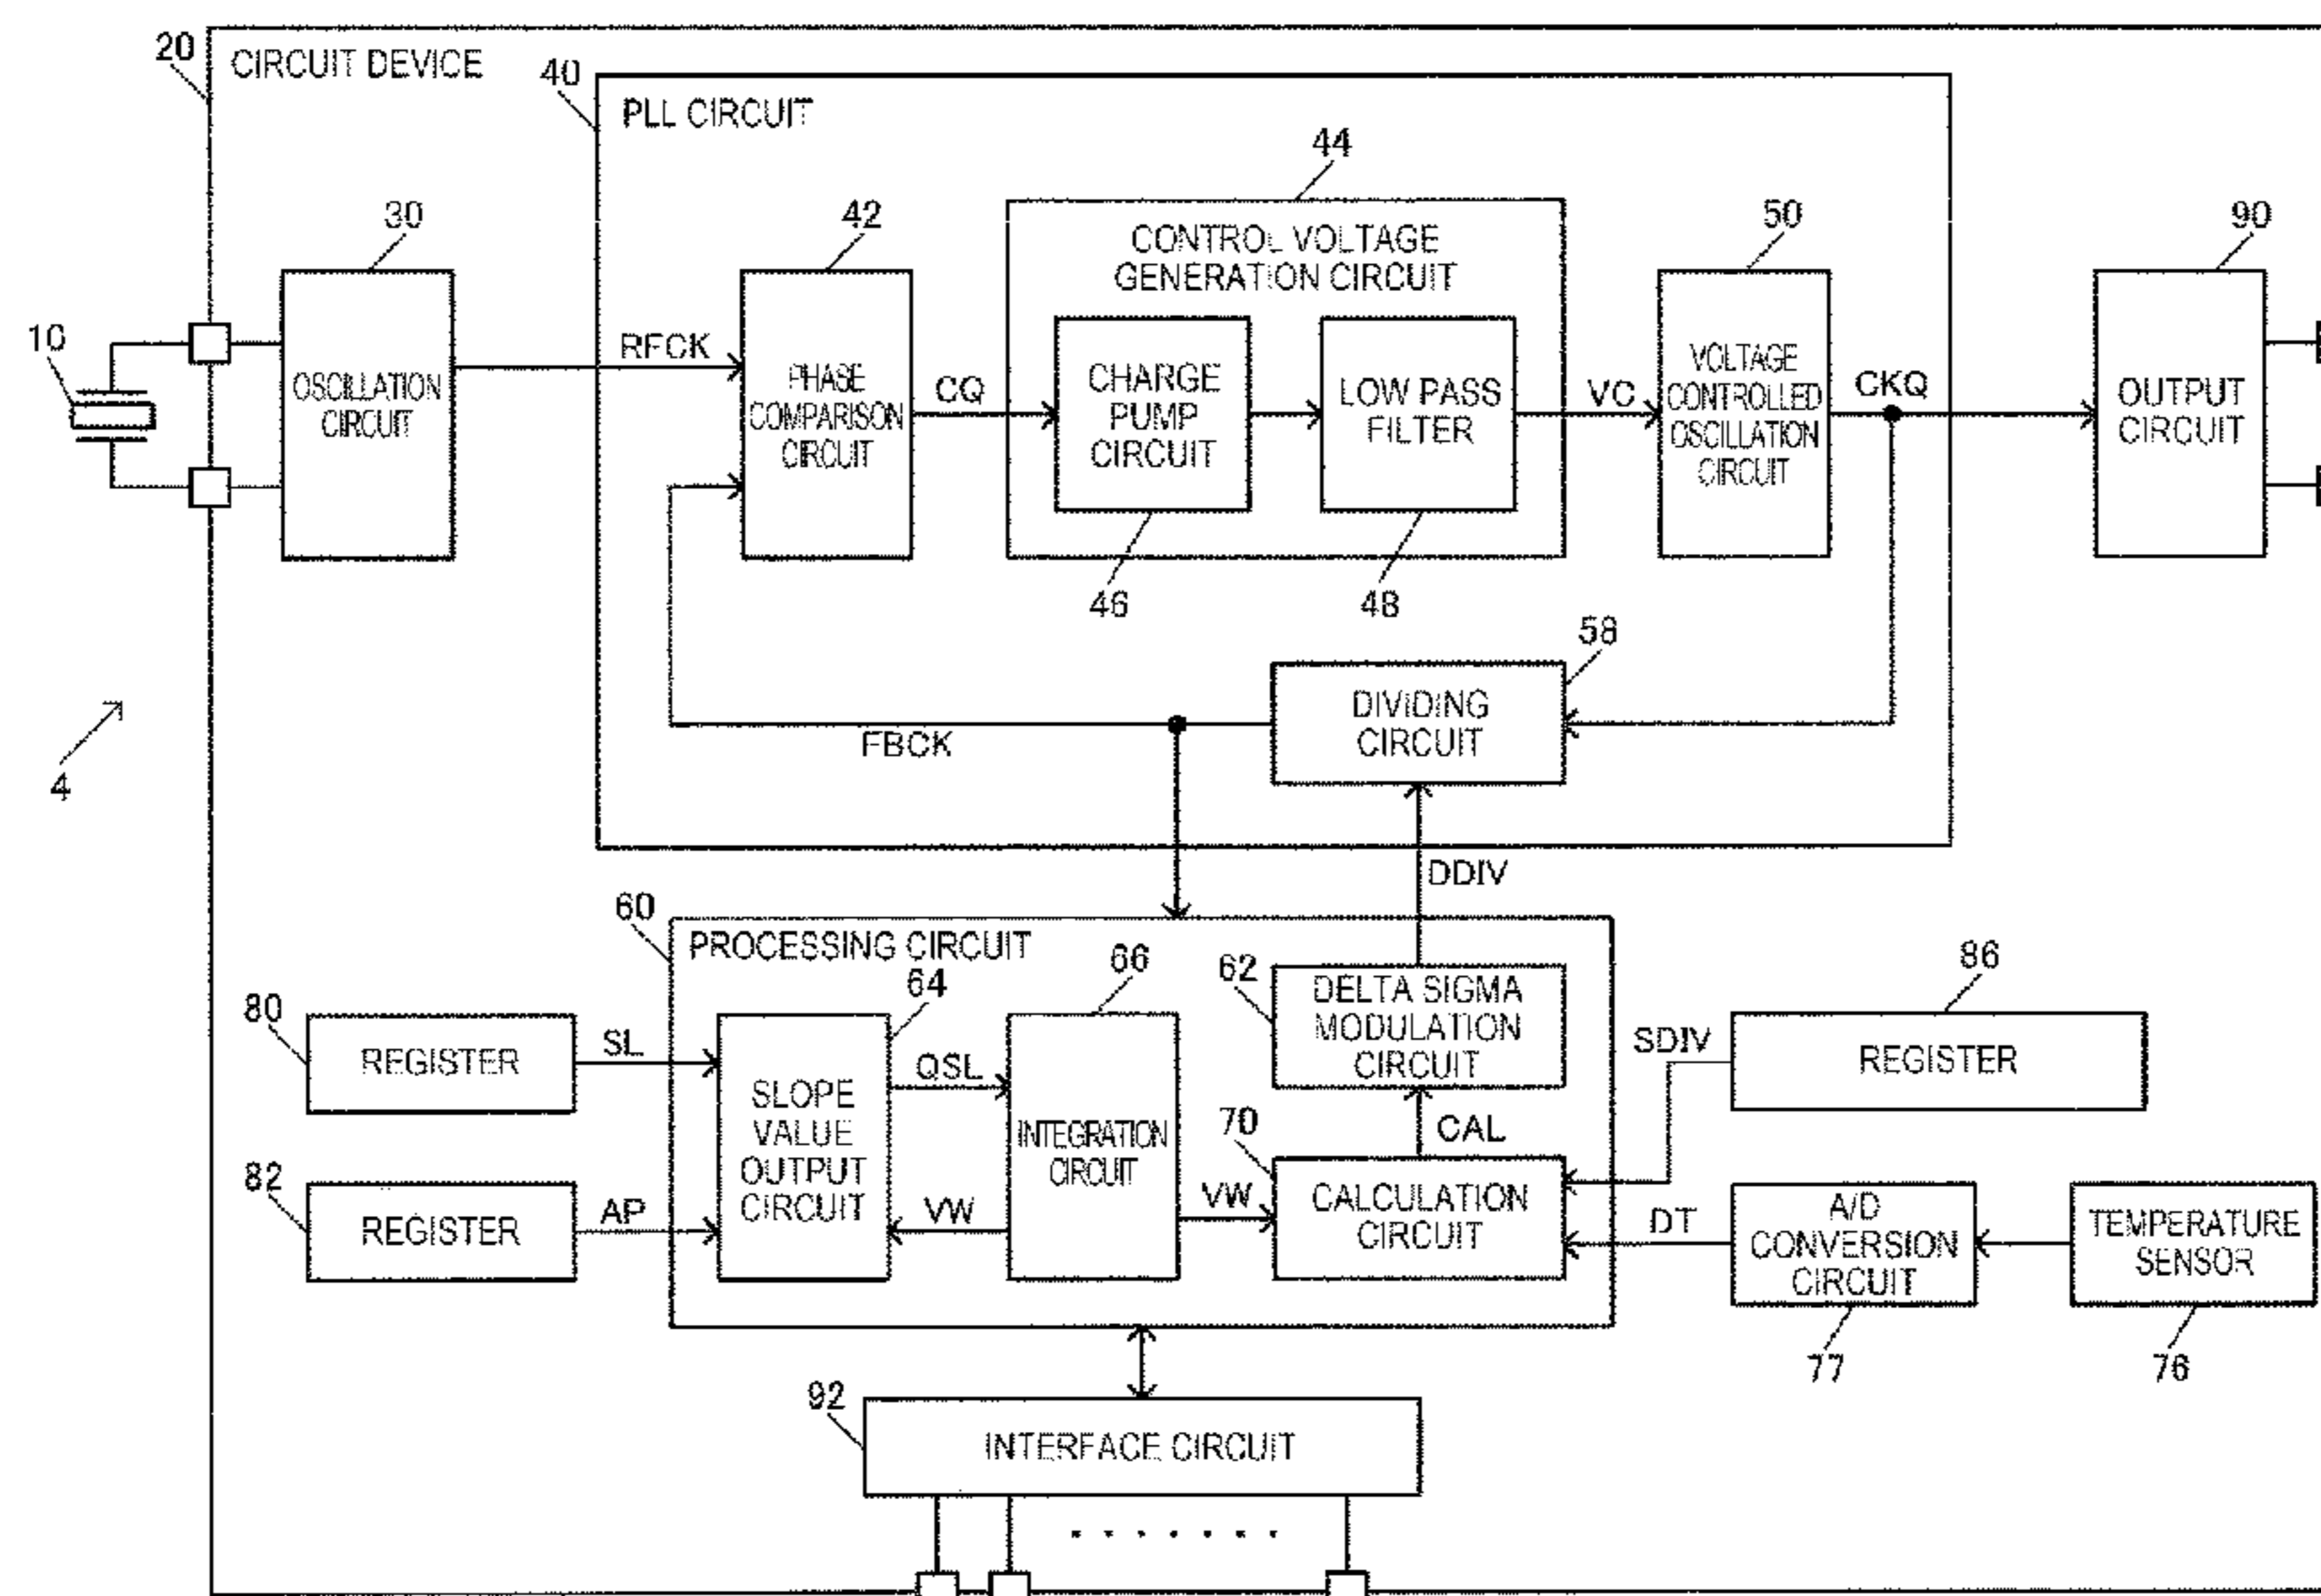 20
CIRCUIT DEVICE
40
PLL CIRCUIT
44
30
42
CONTROL VOLTAGE
GENERATION CIRCUIT
50
90
10
OSCILLATION
CIRCUIT
RFCK
PHASE
COMPARISON
CIRCUIT
CQ
CHARGE
PUMP
CIRCUIT
LOW PASS
FILTER
VC
VOLTAGE
CONTROLLED
OSCILLATION
CIRCUIT
CKQ
OUTPUT
CIRCUIT
46
48
58
DIVIDING
CIRCUIT
FBCK
4
DDIV
60
PROCESSING CIRCUIT
64
66
62
DELTA SIGMA
MODULATION
CIRCUIT
86
80
REGISTER
SL
SLOPE
VALUE
OUTPUT
CIRCUIT
QSL
INTEGRATION
CIRCUIT
SDIV
REGISTER
CAL
70
82
REGISTER
AP
VW
VW
CALCULATION
CIRCUIT
DT
A/D
CONVERSION
CIRCUIT
TEMPERATURE
SENSOR
77
76
92
INTERFACE CIRCUIT
.......